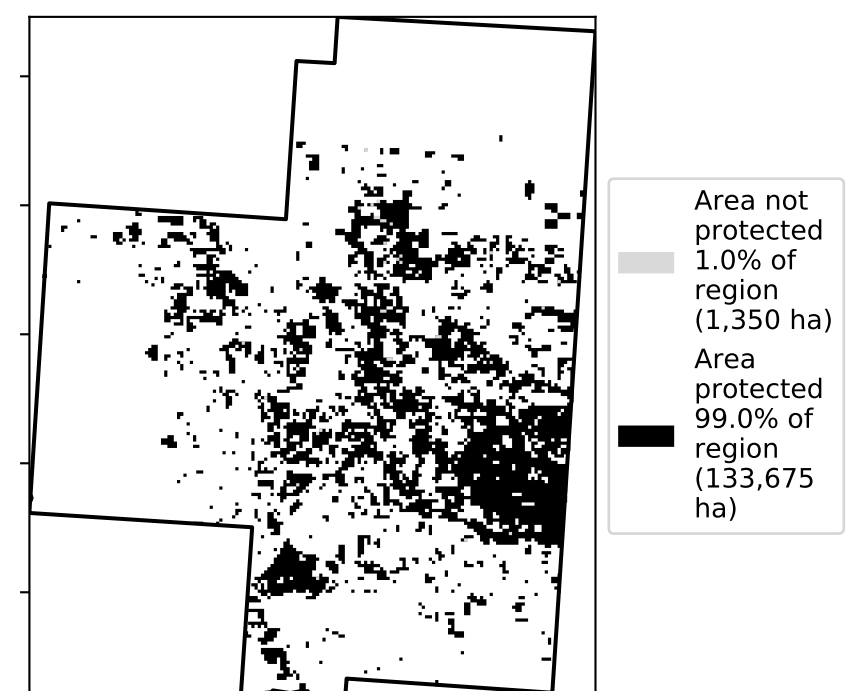 Area not
protected
1.0% of
region
(1,350 ha)
Area
protected
99.0% of
region
(133,675
ha)